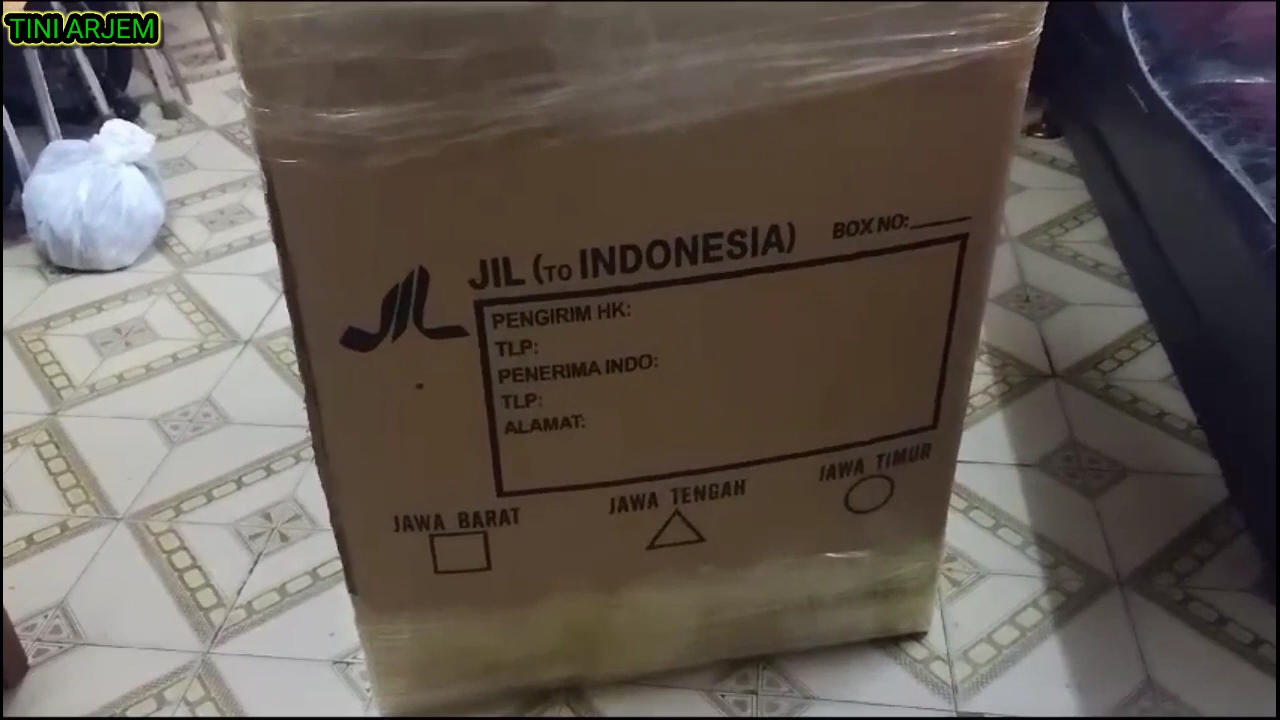 TINI ARJEM
JIL (TO INDONESIA)
BOX NO:
JIL
PENGIRIM HK:
TLP:
PENERIMA INDO:
TLP:
ALAMAT:
JAWA BARAT
JAWA TENGAH
JAWA TIMUR